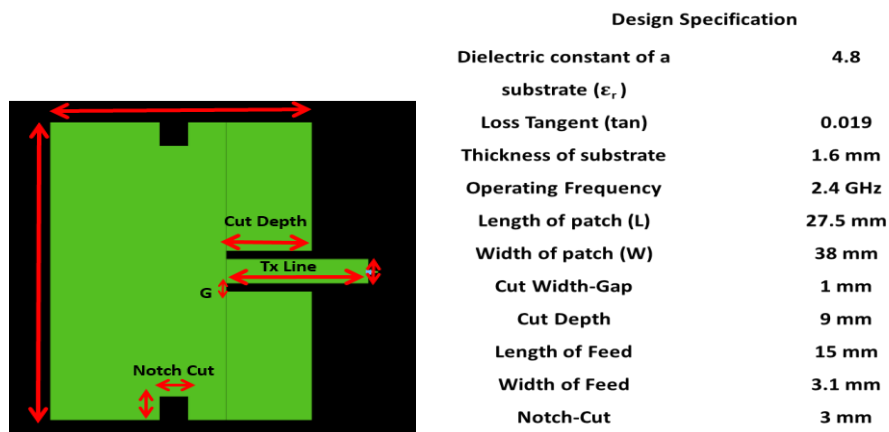 Cut Depth
Tx Line
G
Notch Cut
Design Specification
Dielectric constant of a 4.8
substrate (εr)
Loss Tangent (tan) 0.019
Thickness of substrate 1.6 mm
Operating Frequency 2.4 GHz
Length of patch (L) 27.5 mm
Width of patch (W) 38 mm
Cut Width-Gap 1 mm
Cut Depth 9 mm
Length of Feed 15 mm
Width of Feed 3.1 mm
Notch-Cut 3 mm